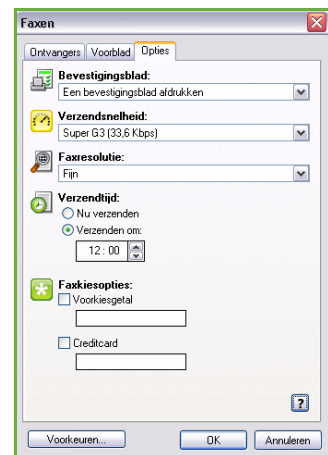 Faxen
Ontvangers Voorblad Opties
Bevestigingsblad:
Een bevestigingsblad afdrukken
Verzendsnelheid:
Super G3 (33,6 Kbps)
Faxresolutie:
Fijn
Verzendtijd:
Nu verzenden
Verzenden om:
12:00
Faxkiesopties:
Voorkiesgetal
Creditcard
?
Voorkeuren... OK Annuleren